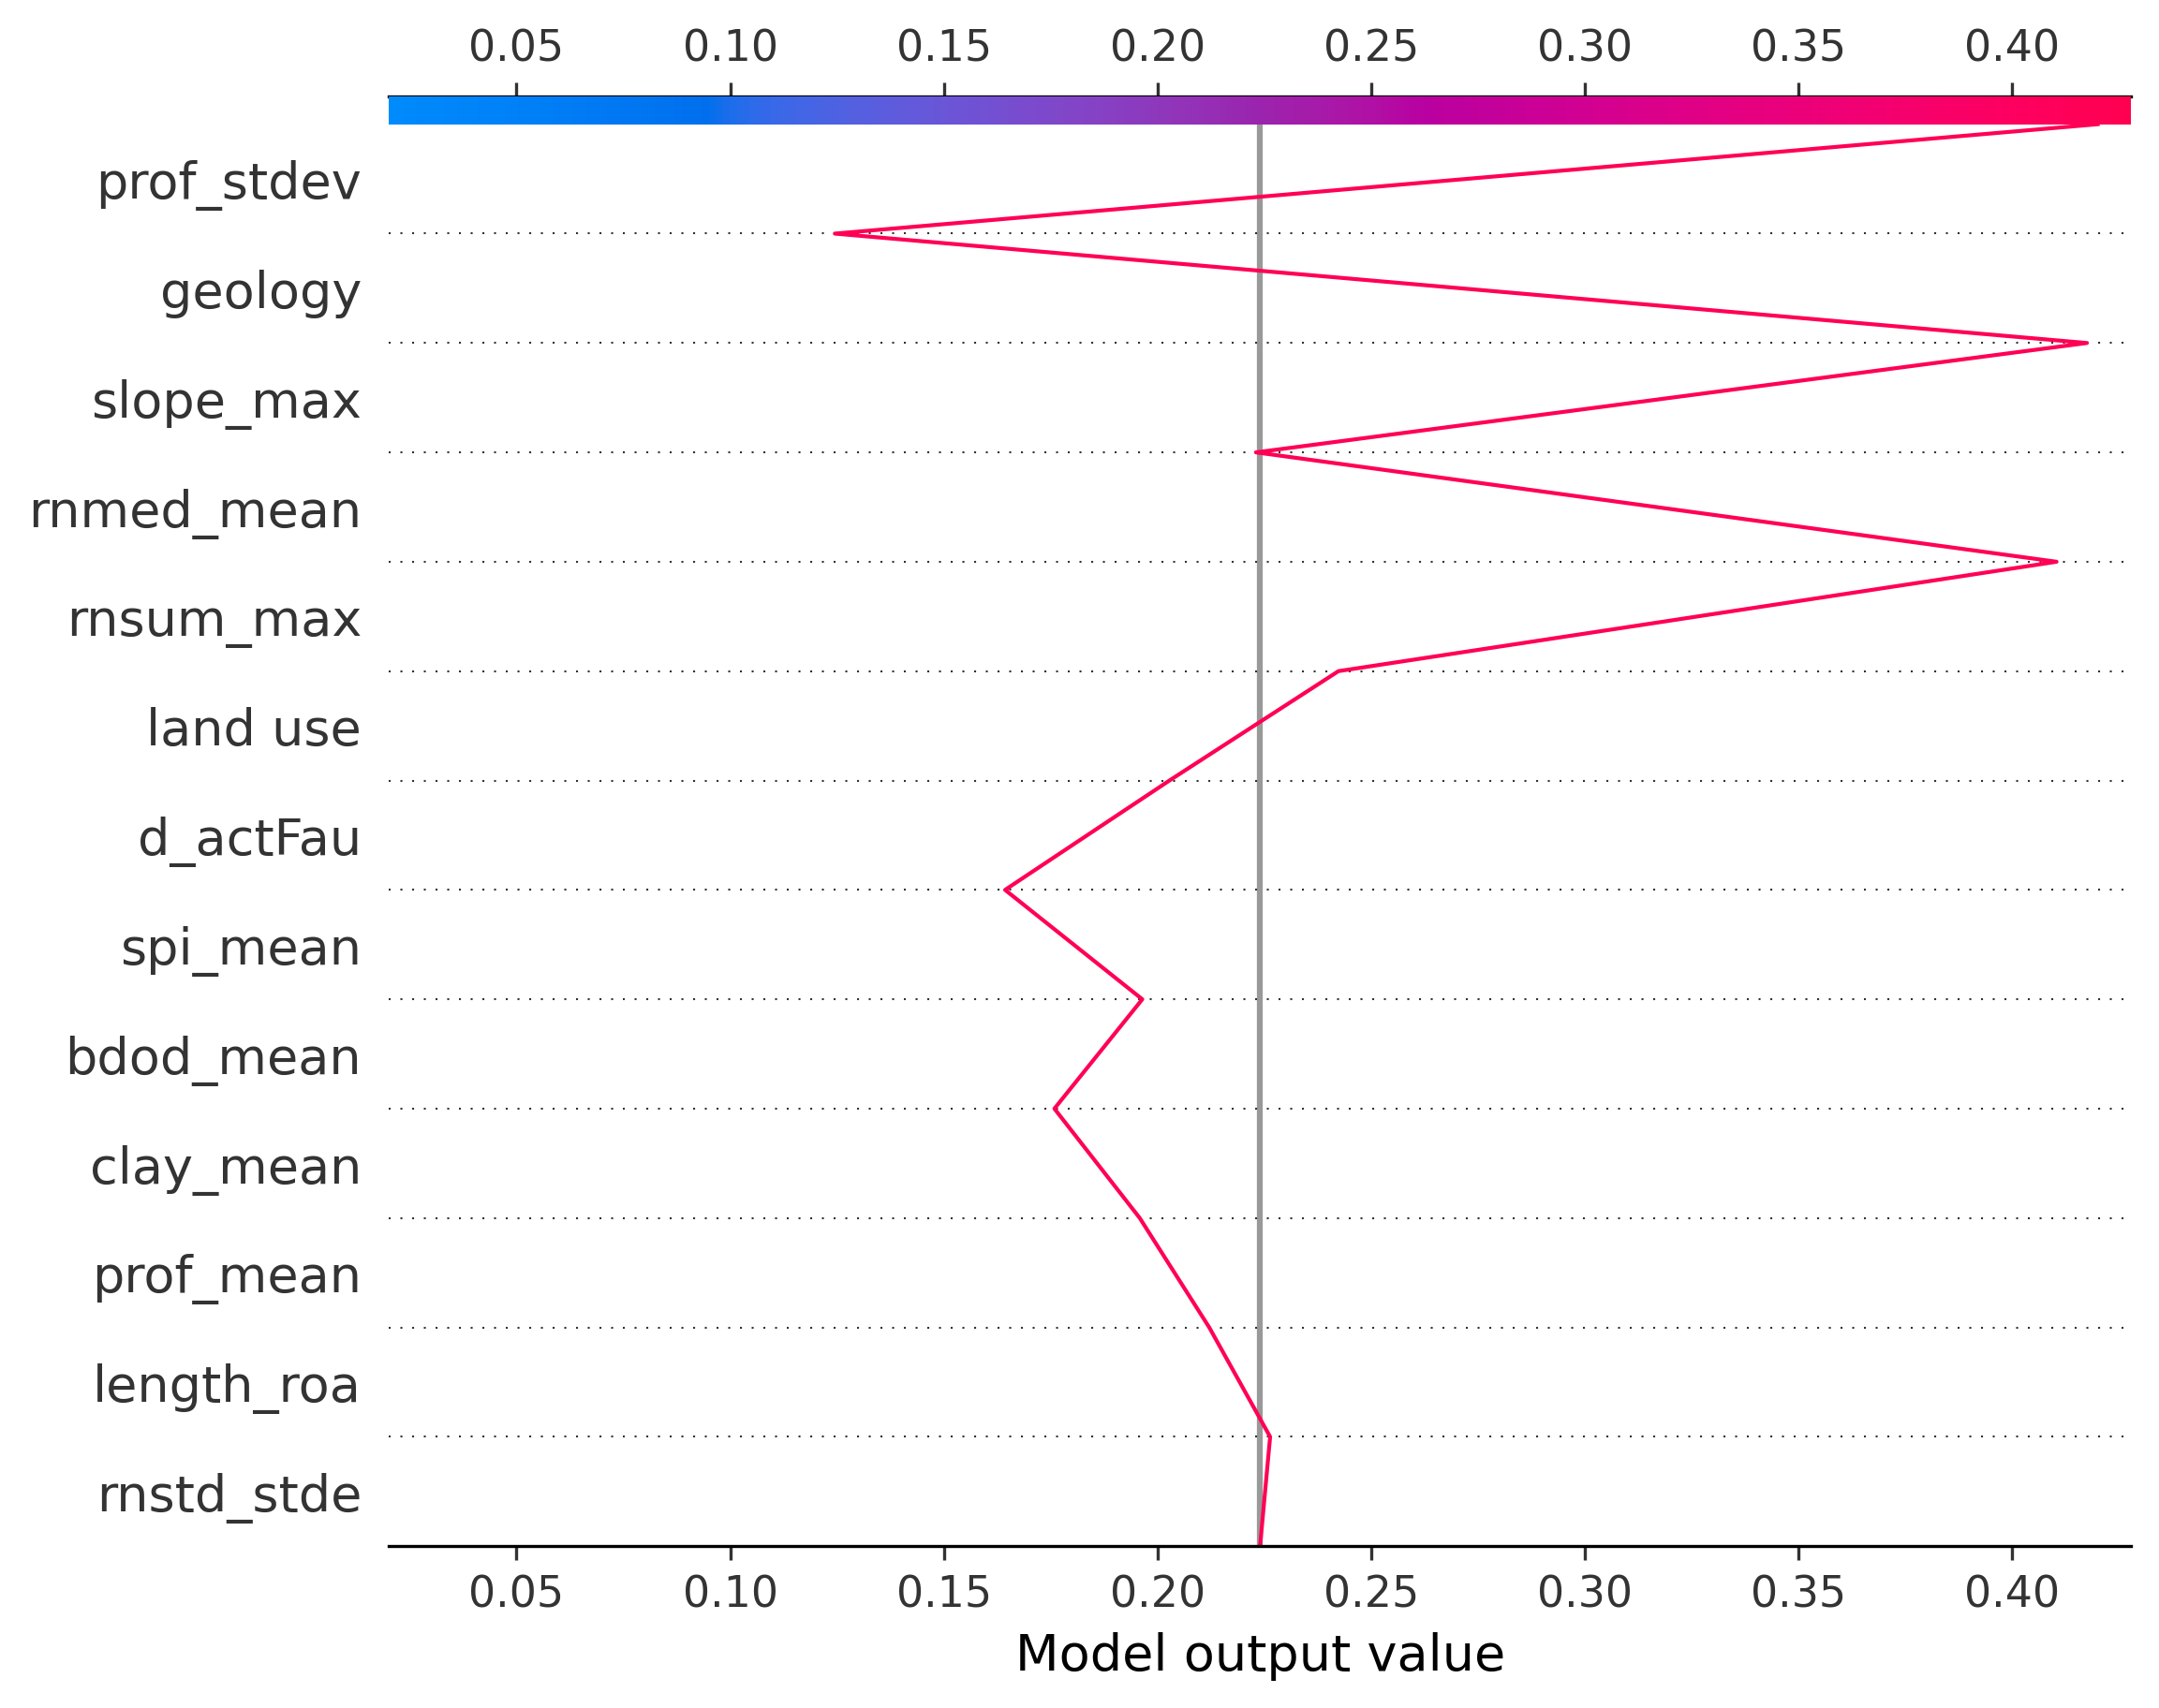 0.05 0.10 0.15 0.20 0.25 0.30 0.35 0.40
prof_stdev
geology
slope_max
rnmed_mean
rnsum_max
land use
d_actFau
spi_mean
bdod_mean
clay_mean
prof_mean
length_roa
rnstd_stde
0.05 0.10 0.15 0.20 0.25 0.30 0.35 0.40
Model output value